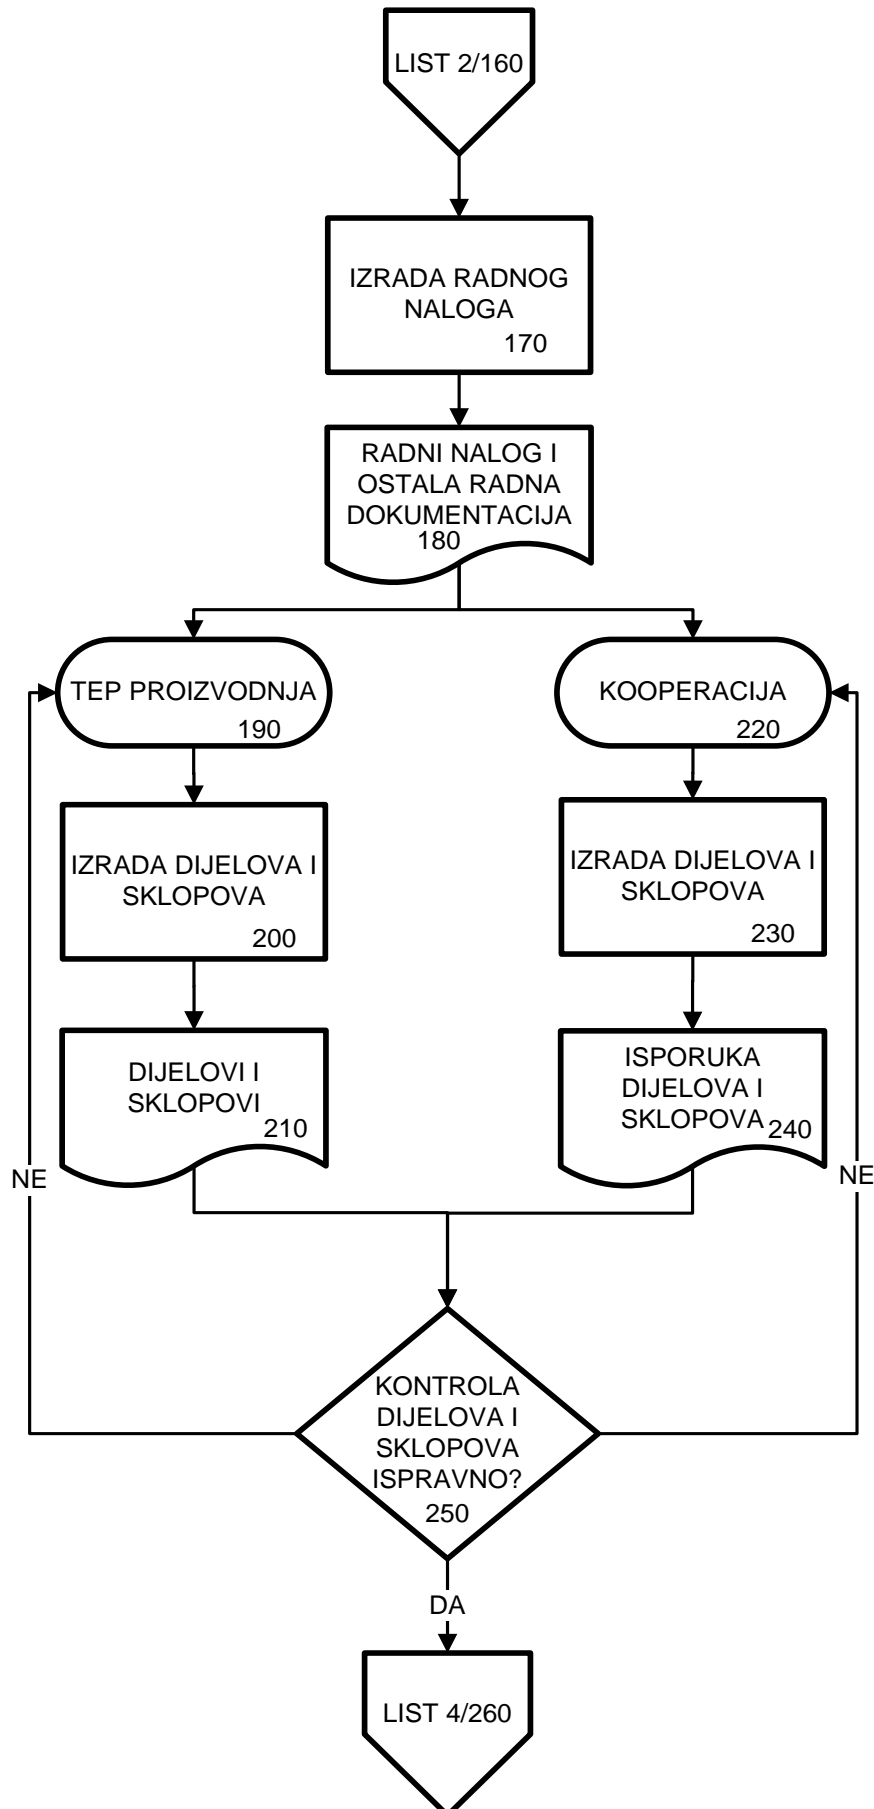 LIST 2/160
IZRADA RADNOG
NALOGA
170
RADNI NALOG I
OSTALA RADNA
DOKUMENTACIJA
180
TEP PROIZVODNJA
190
KOOPERACIJA
220
IZRADA DIJELOVA I
SKLOPOVA
200
IZRADA DIJELOVA I
SKLOPOVA
230
DIJELOVI I
SKLOPOVI
210
ISPORUKA
DIJELOVA I
SKLOPOVA
240
NE
NE
KONTROLA
DIJELOVA I
SKLOPOVA
ISPRAVNO?
250
DA
LIST 4/260